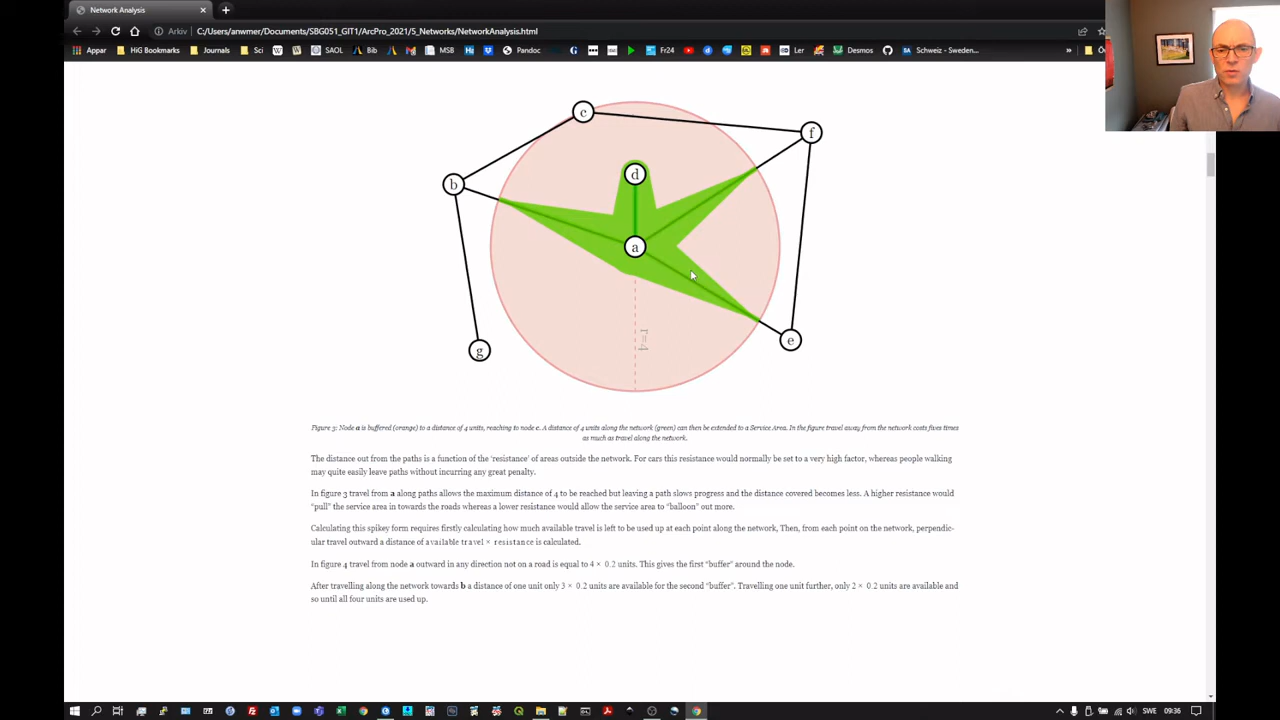 Network Analysis
Arkiv C:/Users/anwmer/Documents/SBG051_GIT1/ArcPro_2021/5_Networks/NetworkAnalysis.html
Appar HiG Bookmarks Journals Sci W SAOL Bb M MSB H Pandoc Fr24 Ler Desmos Schweiz - Sweden... » Ö
c
f
d
b
a
r=4
e
g
Figure 3: Node a is buffered (orange) to a distance of 4 units, reaching to node c. A distance of 4 units along the network (green) can then be extended to a Service Area. In the figure travel away from the network costs fives times
as much as travel along the network.
The distance out from the paths is a function of the 'resistance' of areas outside the network. For cars this resistance would normally be set to a very high factor, whereas people walking
may quite easily leave paths without incurring any great penalty.
In figure 3 travel from a along paths allows the maximum distance of 4 to be reached but leaving a path slows progress and the distance covered becomes less. A higher resistance would
"pull" the service area in towards the roads whereas a lower resistance would allow the service area to "balloon" out more.
Calculating this spikey form requires firstly calculating how much available travel is left to be used up at each point along the network, Then, from each point on the network, perpendic-
ular travel outward a distance of available travel × resistance is calculated.
In figure 4 travel from node a outward in any direction not on a road is equal to 4 × 0.2 units. This gives the first "buffer" around the node.
After travelling along the network towards b a distance of one unit only 3 × 0.2 units are available for the second "buffer". Travelling one unit further, only 2 × 0.2 units are available and
so until all four units are used up.
SWE 09:36